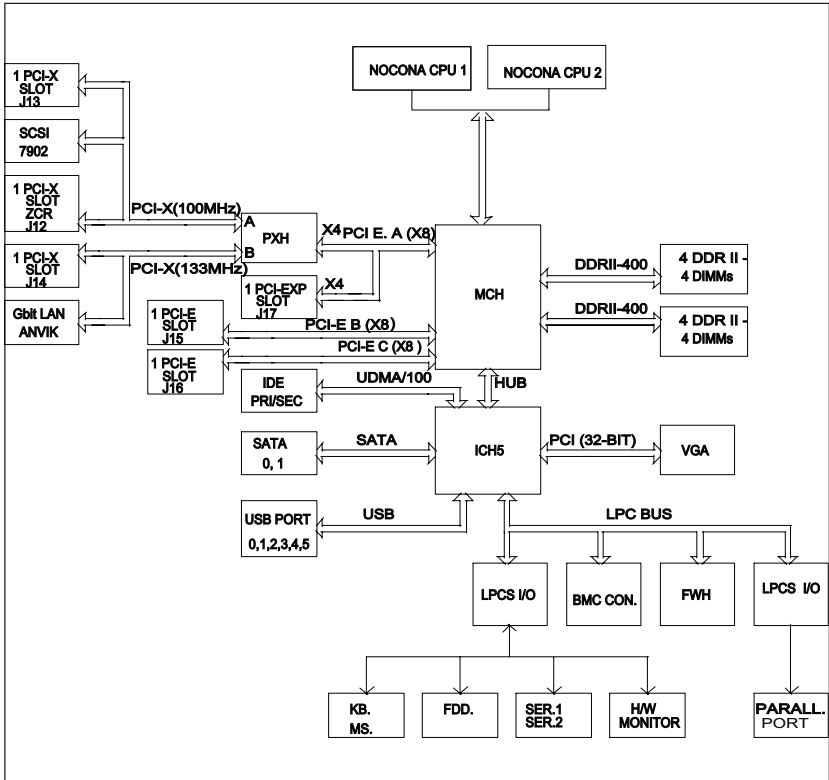 NOCONA CPU 1
NOCONA CPU 2
1 PCI-X
SLOT
J13
SCSI
7902
1 PCI-X
SLOT
ZCR
J12
PCI-X(100MHz)
A
PXH
B
X4
PCI E. A (X8)
MCH
DDRII-400
4 DDR II -
4 DIMMs
1 PCI-X
SLOT
J14
PCI-X(133MHz)
1 PCI-EXP
SLOT
J17
X4
DDRII-400
4 DDR II -
4 DIMMs
Gbit LAN
ANVIK
1 PCI-E
SLOT
J15
PCI-E B (X8)
1 PCI-E
SLOT
J16
PCI-E C (X8 )
IDE
PRI/SEC
UDMA/100
HUB
SATA
0, 1
SATA
ICH5
PCI (32-BIT)
VGA
USB PORT
0,1,2,3,4,5
USB
LPC BUS
LPCS I/O
BMC CON.
FWH
LPCS I/O
KB.
MS.
FDD.
SER.1
SER.2
H/W
MONITOR
PARALL.
PORT